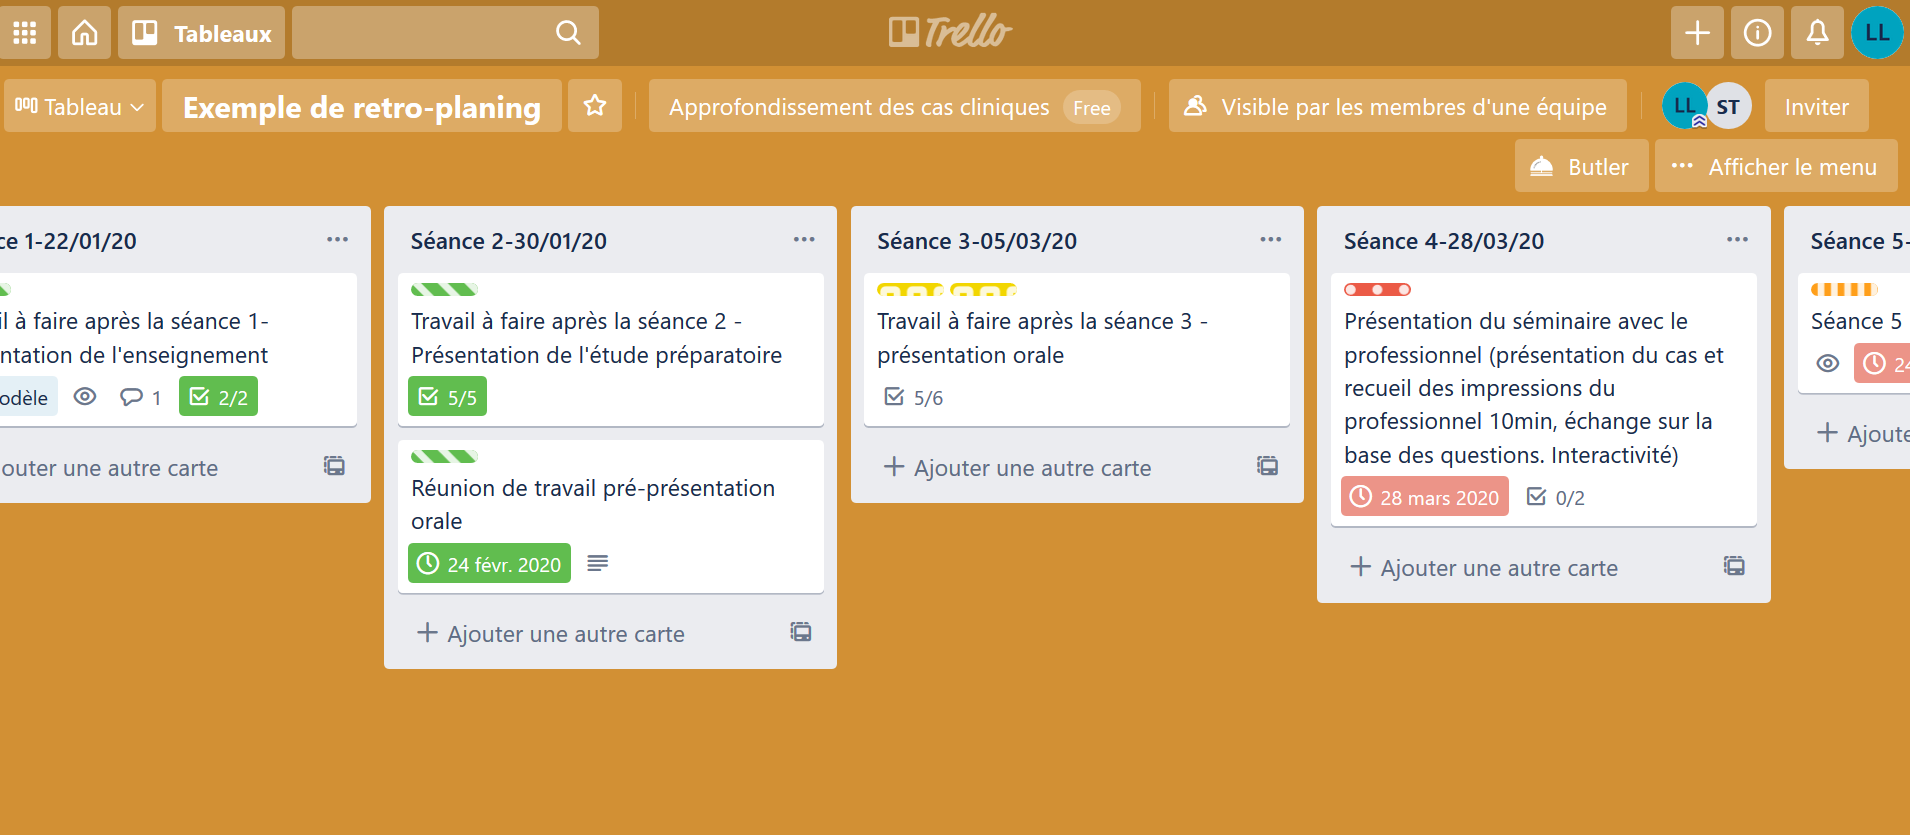 Tableaux
Trello
LL
Tableau
Exemple de retro-planing
Approfondissement des cas cliniques Free
Visible par les membres d'une équipe
LL
ST
Inviter
Butler
Afficher le menu
ce 1-22/01/20
il à faire après la séance 1-
ntation de l'enseignement
odèle
1
2/2
outer une autre carte
Séance 2-30/01/20
Travail à faire après la séance 2 -
Présentation de l'étude préparatoire
5/5
Réunion de travail pré-présentation
orale
24 févr. 2020
Ajouter une autre carte
Séance 3-05/03/20
Travail à faire après la séance 3 -
présentation orale
5/6
Ajouter une autre carte
Séance 4-28/03/20
Présentation du séminaire avec le
professionnel (présentation du cas et
recueil des impressions du
professionnel 10min, échange sur la
base des questions. Interactivité)
28 mars 2020
0/2
Ajouter une autre carte
Séance 5-
Séance 5
24
Ajoute